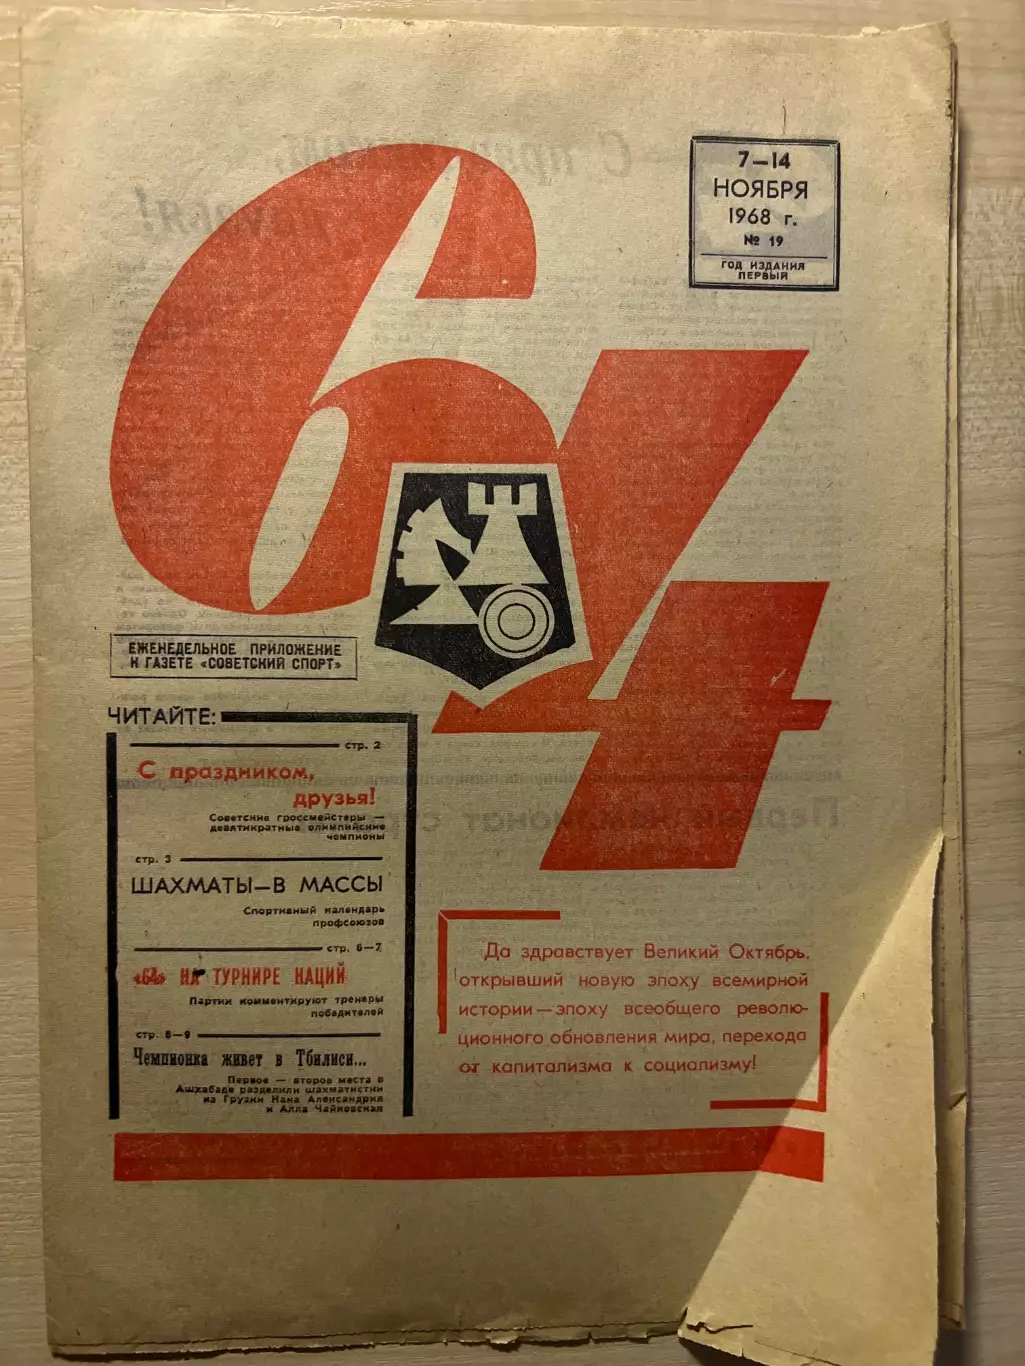 7—14
НОЯБРЯ
1968 г.
№ 19
ГОД ИЗДАНИЯ
ПЕРВЫЙ
64
ЕЖЕНЕДЕЛЬНОЕ ПРИЛОЖЕНИЕ
К ГАЗЕТЕ «СОВЕТСКИЙ СПОРТ»
ЧИТАЙТЕ:
стр. 2
С праздником,
друзья!
Советские гроссмейстеры —
девятикратные олимпийские
чемпионы
стр. 3
ШАХМАТЫ—В МАССЫ
Спортивный календарь
профсоюзов
стр. 6—7
«64» НА ТУРНИРЕ НАЦИЙ
Партии комментируют тренеры
победителей
стр. 8—9
Чемпионка живет в Тбилиси...
Первое — второе места в
Ашхабаде разделили шахматистки
из Грузии Нана Александрия
и Алла Чайковская
Да здравствует Великий Октябрь,
открывший новую эпоху всемирной
истории—эпоху всеобщего револю-
ционного обновления мира, перехода
от капитализма к социализму!